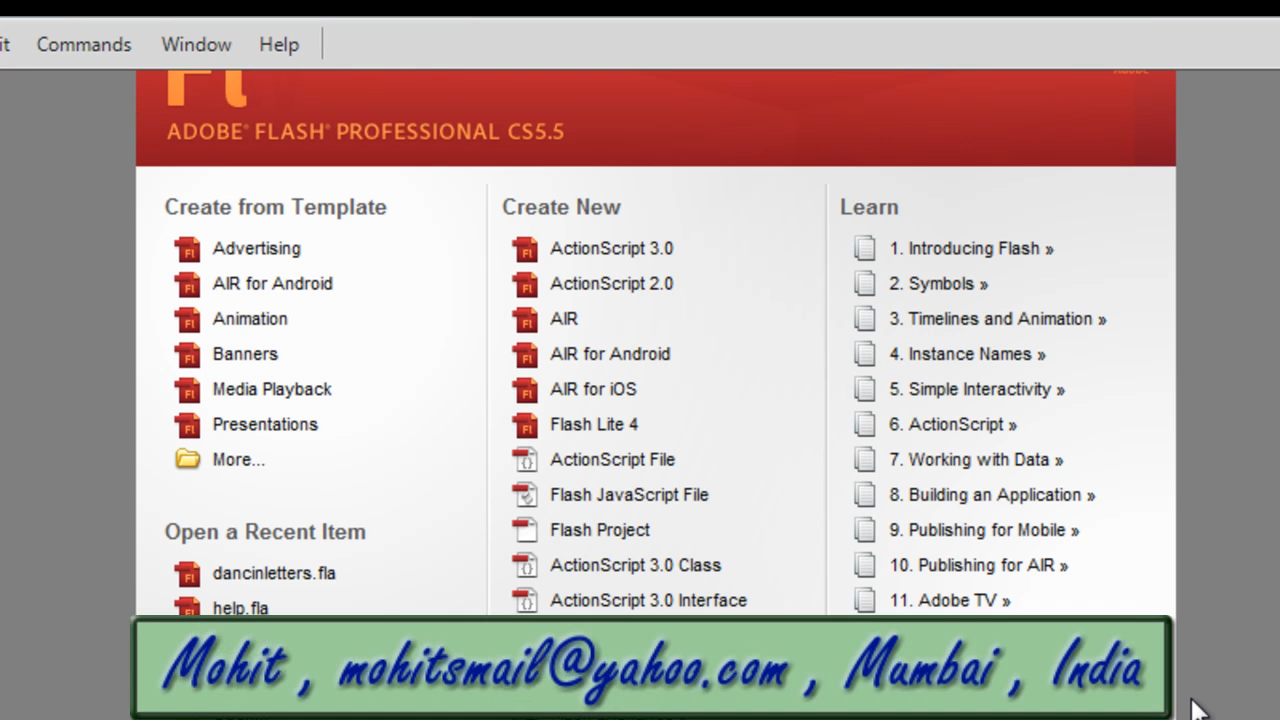 it Commands Window Help
Fl
ADOBE
ADOBE® FLASH® PROFESSIONAL CS5.5
Create from Template
Advertising
AIR for Android
Animation
Banners
Media Playback
Presentations
More...
Open a Recent Item
dancinletters.fla
help.fla
Create New
ActionScript 3.0
ActionScript 2.0
AIR
AIR for Android
AIR for iOS
Flash Lite 4
ActionScript File
Flash JavaScript File
Flash Project
ActionScript 3.0 Class
ActionScript 3.0 Interface
Learn
1. Introducing Flash »
2. Symbols »
3. Timelines and Animation »
4. Instance Names »
5. Simple Interactivity »
6. ActionScript »
7. Working with Data »
8. Building an Application »
9. Publishing for Mobile »
10. Publishing for AIR »
11. Adobe TV »
Mohit , mohitsmail@yahoo.com , Mumbai , India